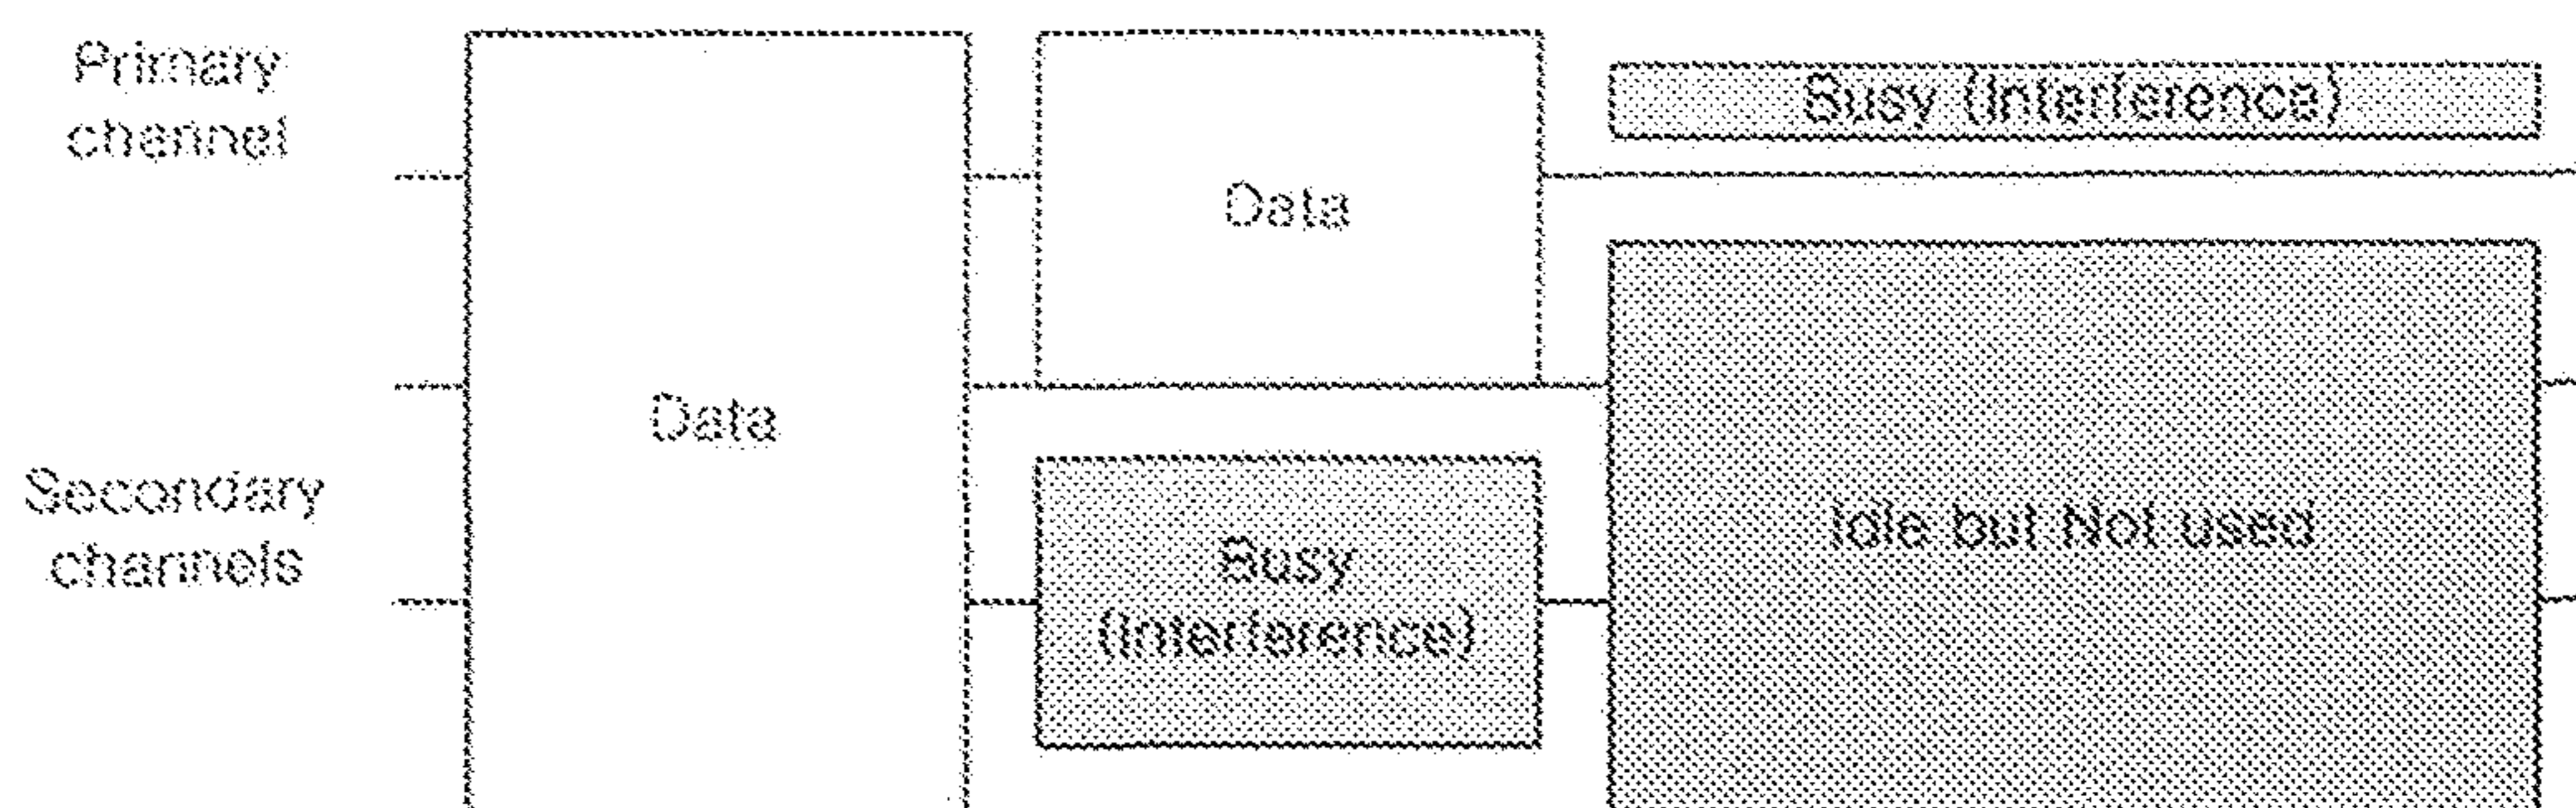 Primary
channel
Data
Data
Busy (Interference)
Secondary
channels
Busy
(Interference)
Idle but Not used